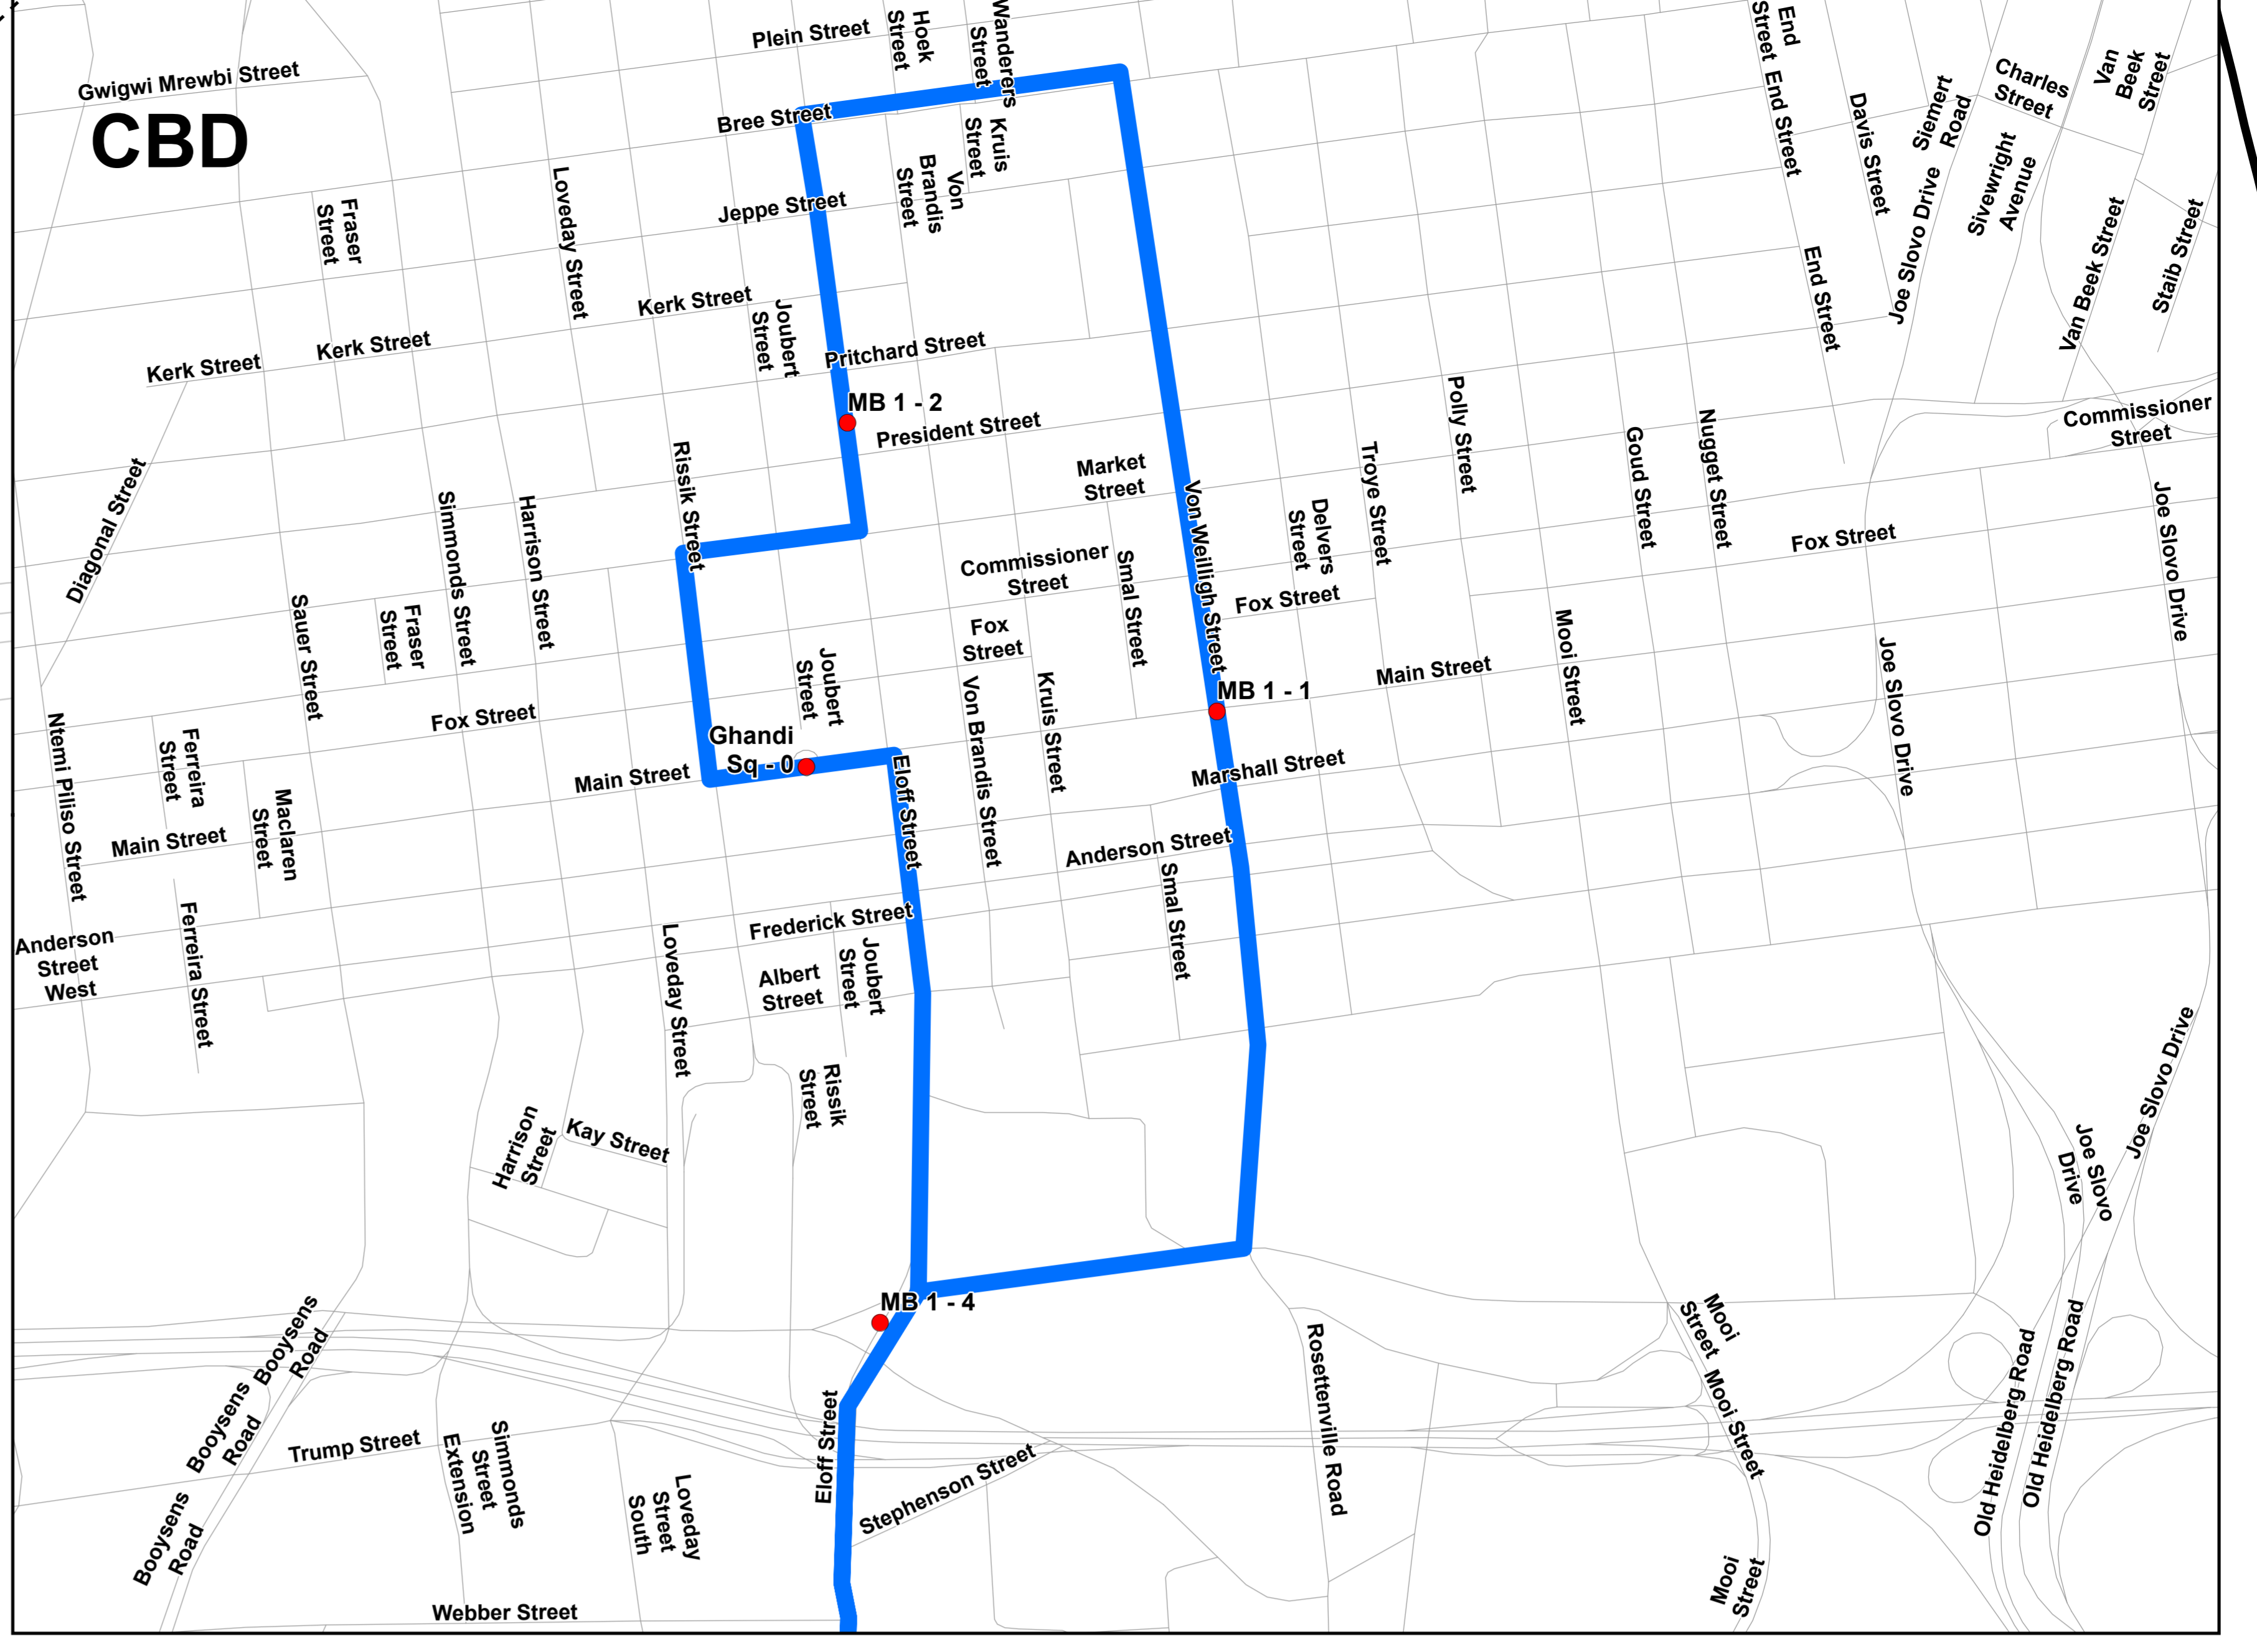 Plein Street
Hoek
Street
Wanderers
Street
End
Street
Gwigwi Mrewbi Street
CBD
Bree Street
Kruis
Street
End Street
Davis Street
Siemert
Road
Charles
Street
Van
Beek
Street
Sivewright
Avenue
Joe Slovo Drive
Van Beek Street
Staib Street
Fraser
Street
Loveday Street
Jeppe Street
Von
Brandis
Street
End Street
Kerk Street
Kerk Street
Kerk Street
Joubert
Street
Pritchard Street
MB 1 - 2
President Street
Diagonal Street
Simmonds Street
Harrison Street
Rissik Street
Market
Street
Von Weilligh Street
Delvers
Street
Troye Street
Polly Street
Goud Street
Nugget Street
Commissioner
Street
Fox Street
Joe Slovo Drive
Commissioner
Street
Smal Street
Fox Street
Fox
Street
Sauer Street
Fraser
Street
Joubert
Street
Kruis Street
Main Street
Mooi Street
Joe Slovo Drive
MB 1 - 1
Ntemi Piliso Street
Ferreira
Street
Fox Street
Ghandi
Sq - 0
Main Street
Eloff Street
Von Brandis Street
Marshall Street
Main Street
Maclaren
Street
Anderson Street
Smal Street
Anderson
Street
West
Ferreira Street
Loveday Street
Frederick Street
Albert
Street
Joubert
Street
Rissik
Street
Harrison
Street
Kay Street
Joe Slovo Drive
Joe Slovo
Drive
MB 1 - 4
Booysens
Road
Booysens
Road
Booysens
Road
Trump Street
Simmonds
Street
Extension
Loveday
Street
South
Eloff Street
Stephenson Street
Rosettenville Road
Mooi
Street
Mooi Street
Mooi
Street
Old Heidelberg Road
Old Heidelberg Road
Webber Street